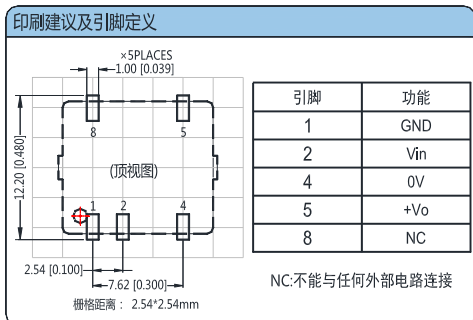 印刷建议及引脚定义
×5PLACES
1.00 [0.039]
8 5
12.20 [0.480]
(顶视图)
1 2 4
2.54 [0.100]
7.62 [0.300]
栅格距离： 2.54*2.54mm
引脚 功能
1 GND
2 Vin
4 0V
5 +Vo
8 NC
NC:不能与任何外部电路连接